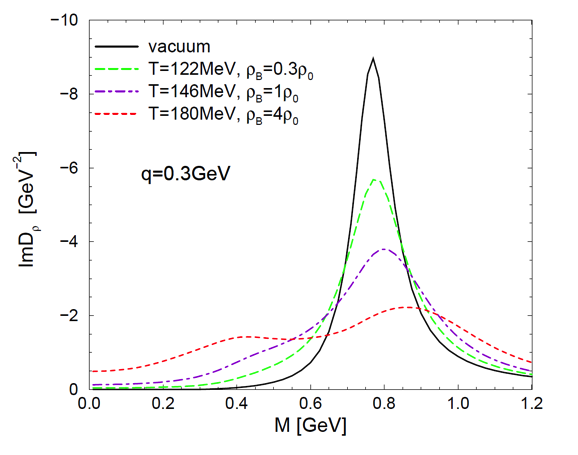 −10
−8
−6
−4
−2
0
ImDρ [GeV⁻²]
vacuum
T=122MeV, ρB=0.3ρ0
T=146MeV, ρB=1ρ0
T=180MeV, ρB=4ρ0
q=0.3GeV
0.0 0.2 0.4 0.6 0.8 1.0 1.2
M [GeV]